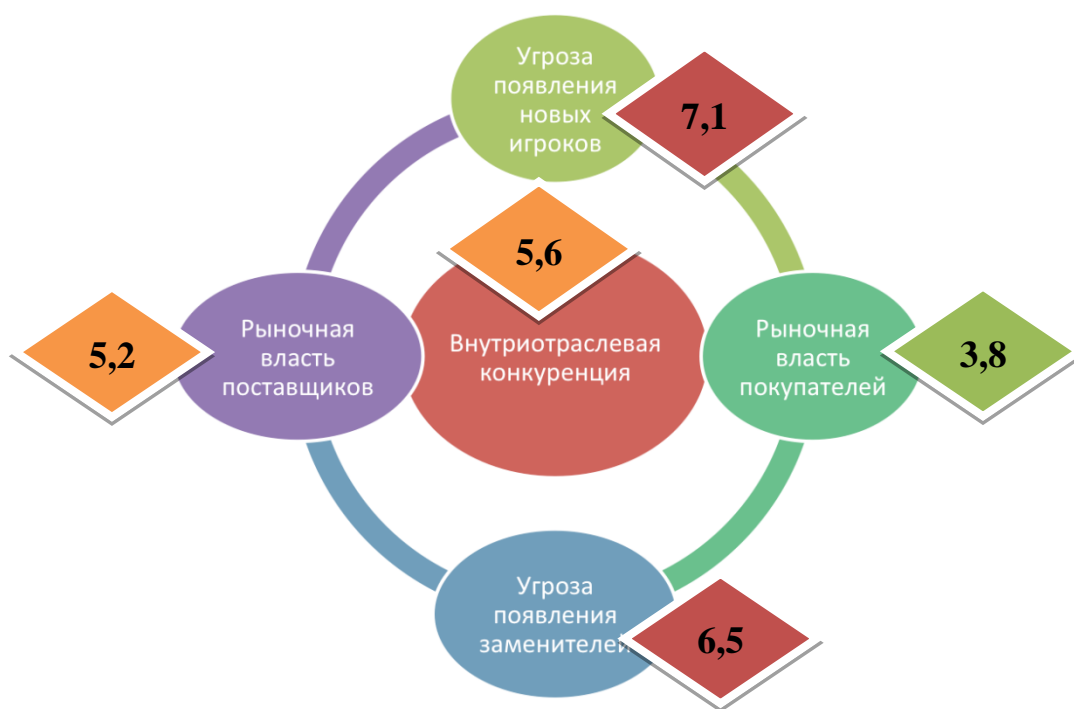 Угроза
появления
новых
игроков
7,1
5,6
Внутриотраслевая
конкуренция
5,2
Рыночная
власть
поставщиков
Рыночная
власть
покупателей
3,8
Угроза
появления
заменителей
6,5